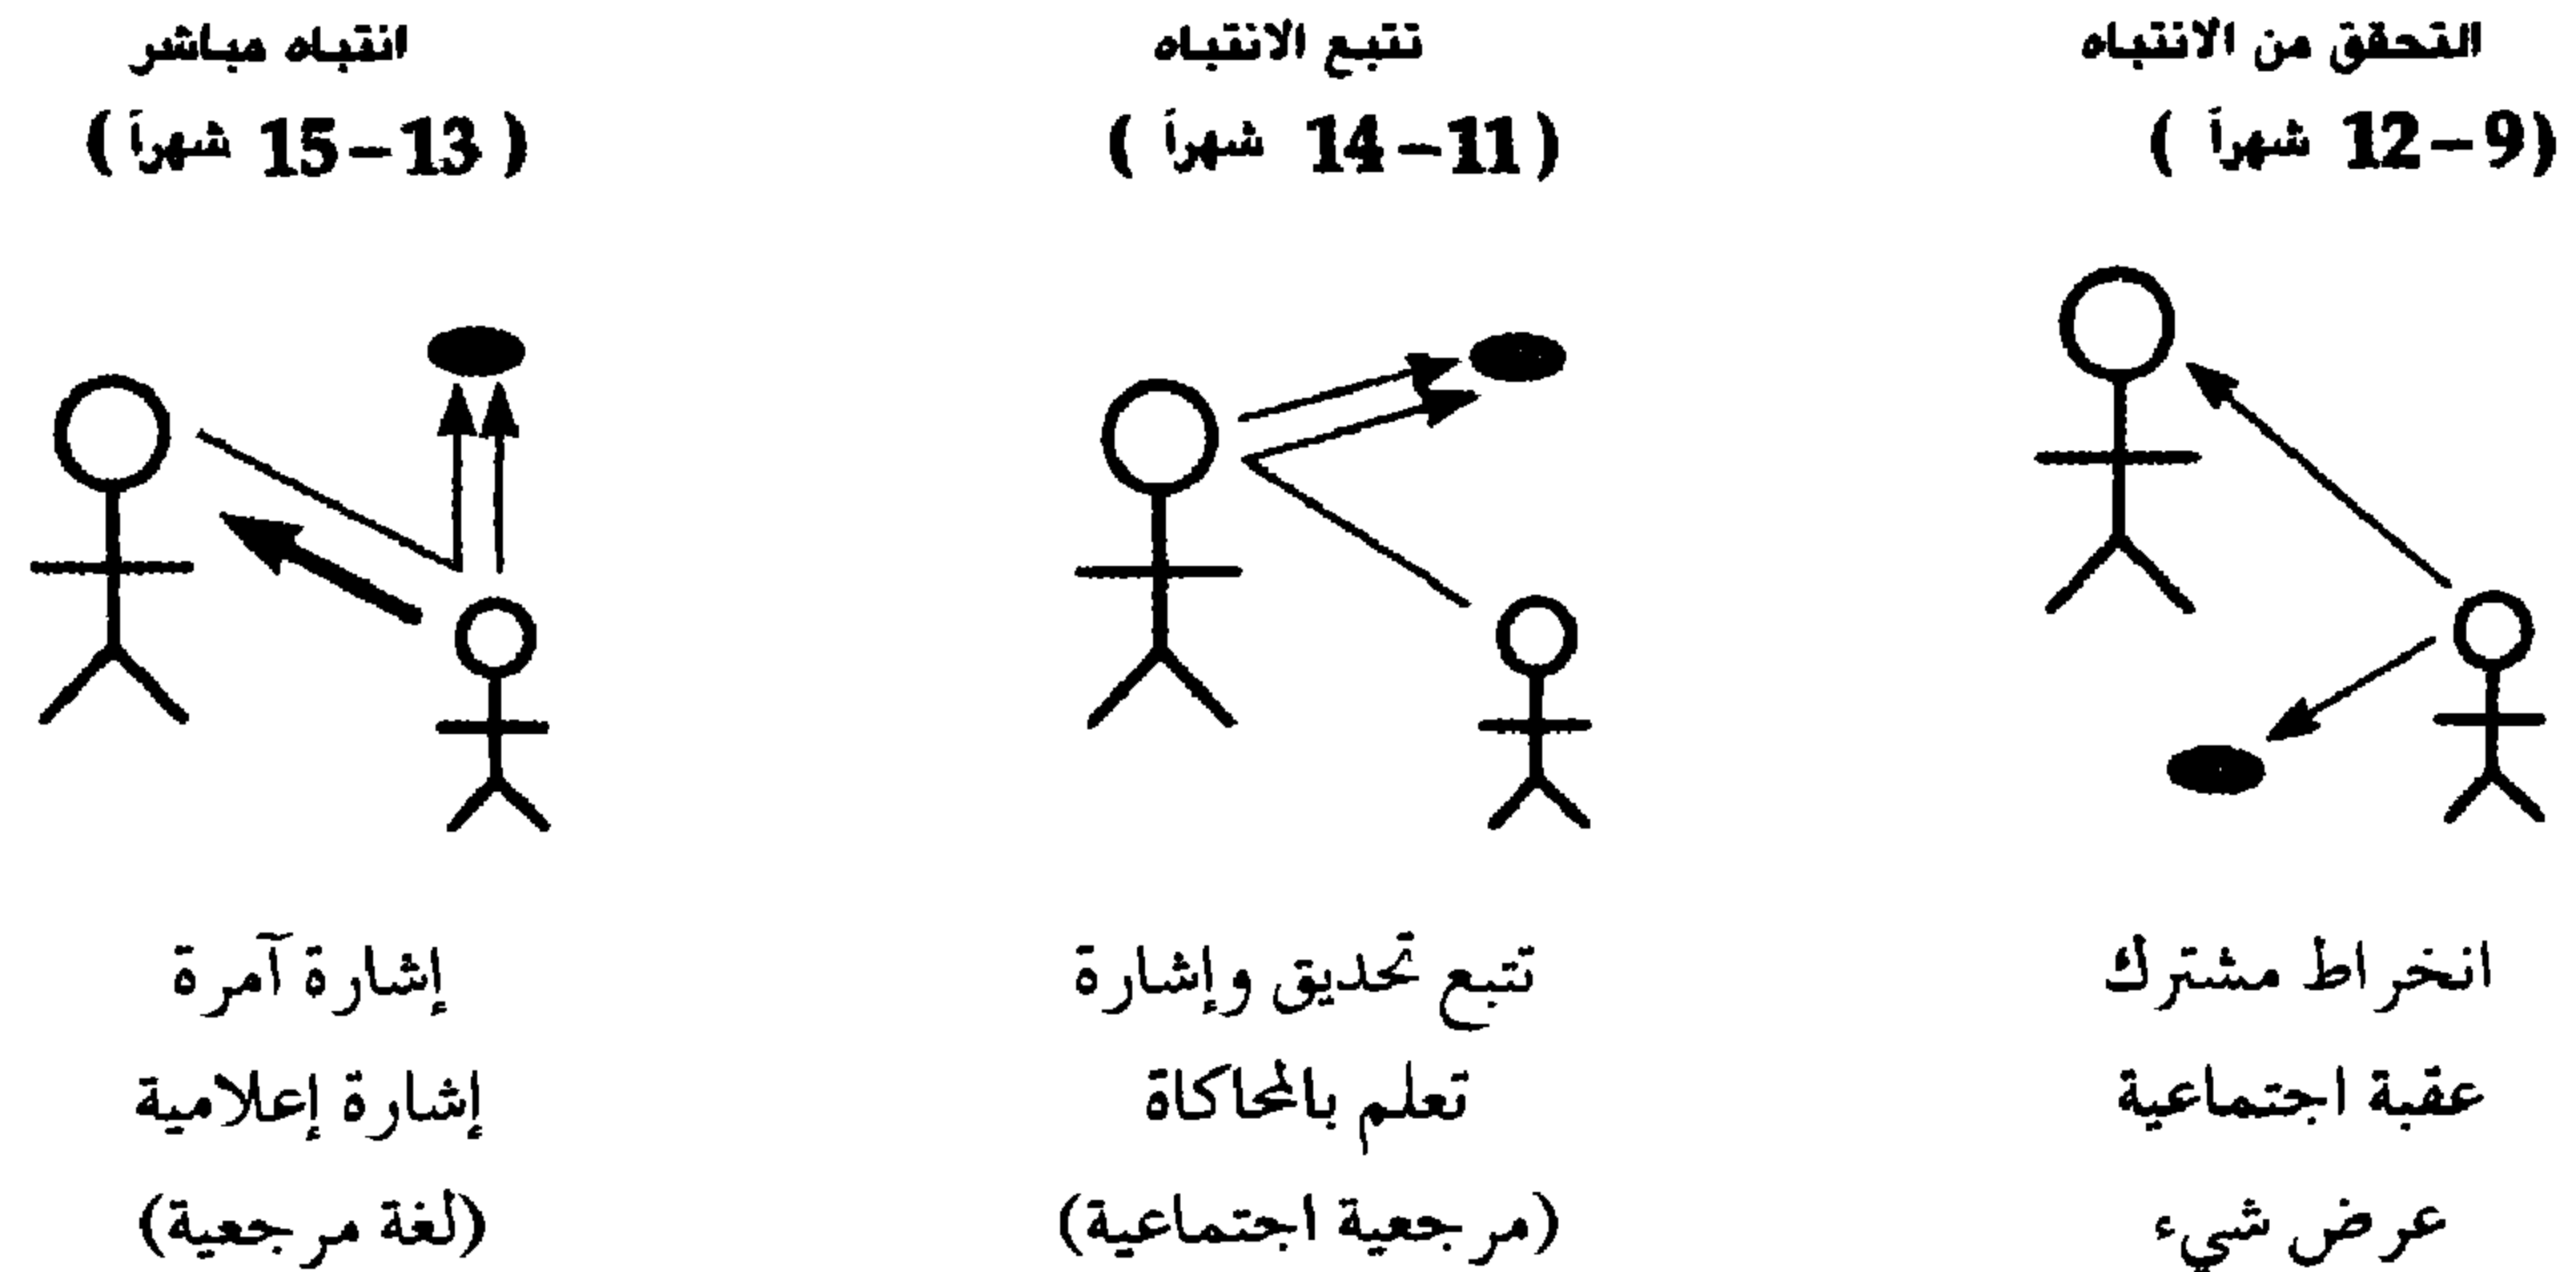 التحقق من الانتباه
(9–12 شهراً )
انخراط مشترك
عقبة اجتماعية
عرض شيء
تتبع الانتباه
(11–14 شهراً )
تتبع تحديق وإشارة
تعلم بالمحاكاة
(مرجعية اجتماعية)
انتباه مباشر
( 13–15 شهراً )
إشارة آمرة
إشارة إعلامية
(لغة مرجعية)